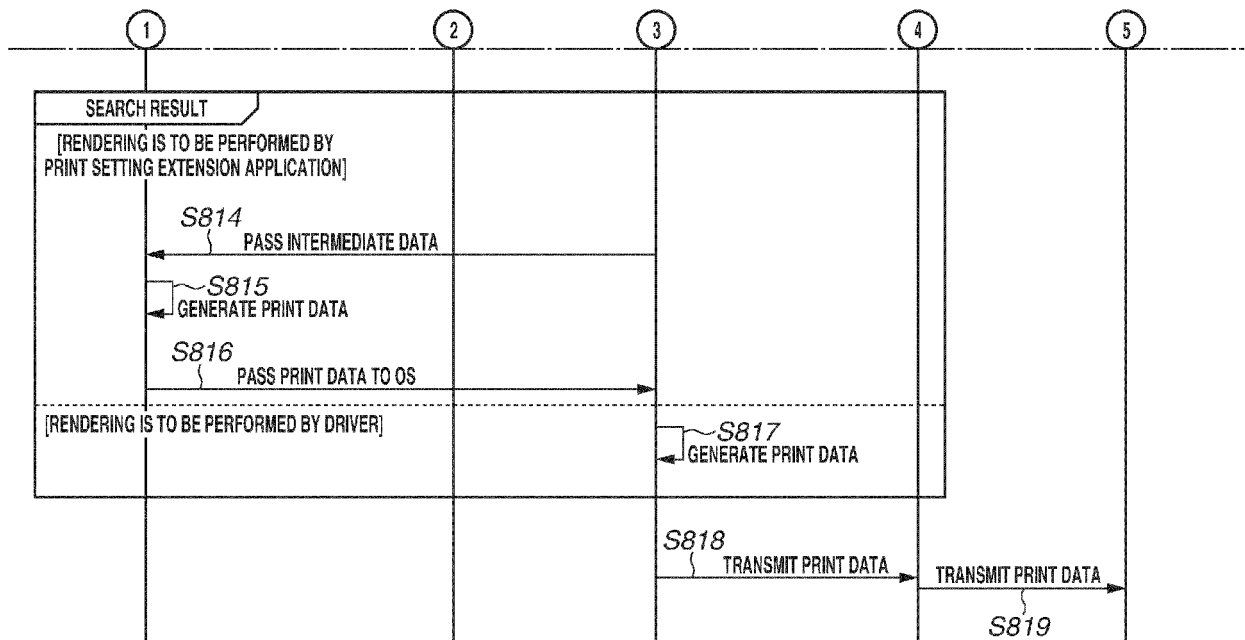 1 2 3 4 5
SEARCH RESULT
[RENDERING IS TO BE PERFORMED BY
PRINT SETTING EXTENSION APPLICATION]
S814
PASS INTERMEDIATE DATA
S815
GENERATE PRINT DATA
S816
PASS PRINT DATA TO OS
[RENDERING IS TO BE PERFORMED BY DRIVER]
S817
GENERATE PRINT DATA
S818
TRANSMIT PRINT DATA
TRANSMIT PRINT DATA
S819